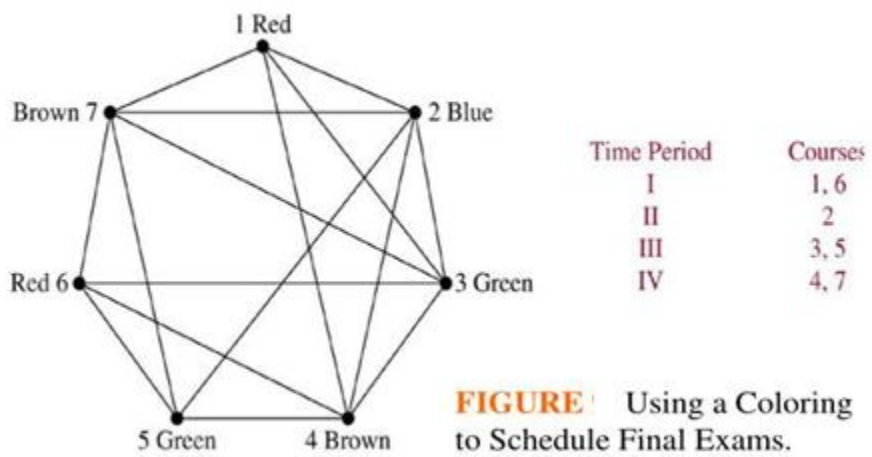 1 Red
Brown 7
2 Blue
Red 6
3 Green
5 Green
4 Brown
Time Period Courses
I 1, 6
II 2
III 3, 5
IV 4, 7
FIGURE Using a Coloring
to Schedule Final Exams.